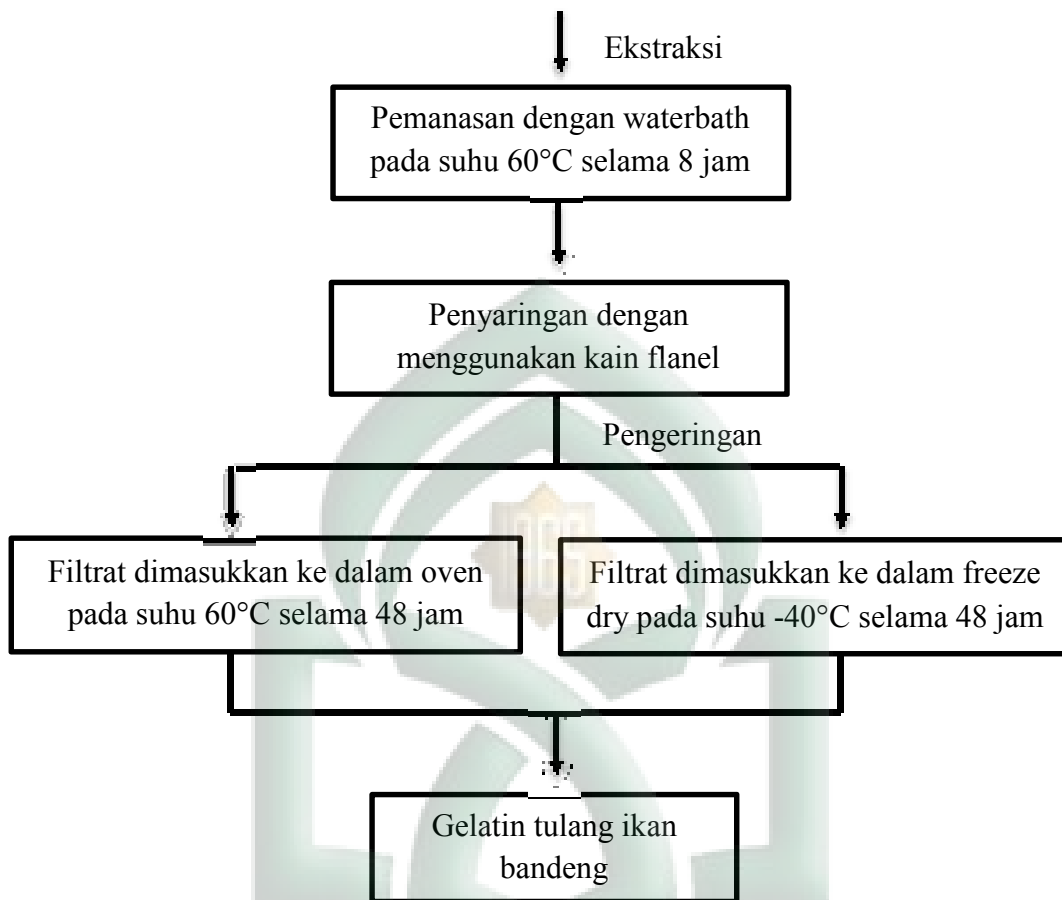 Ekstraksi
Pemanasan dengan waterbath
pada suhu 60°C selama 8 jam
Penyaringan dengan
menggunakan kain flanel
Pengeringan
Filtrat dimasukkan ke dalam oven
pada suhu 60°C selama 48 jam
Filtrat dimasukkan ke dalam freeze
dry pada suhu -40°C selama 48 jam
Gelatin tulang ikan
bandeng